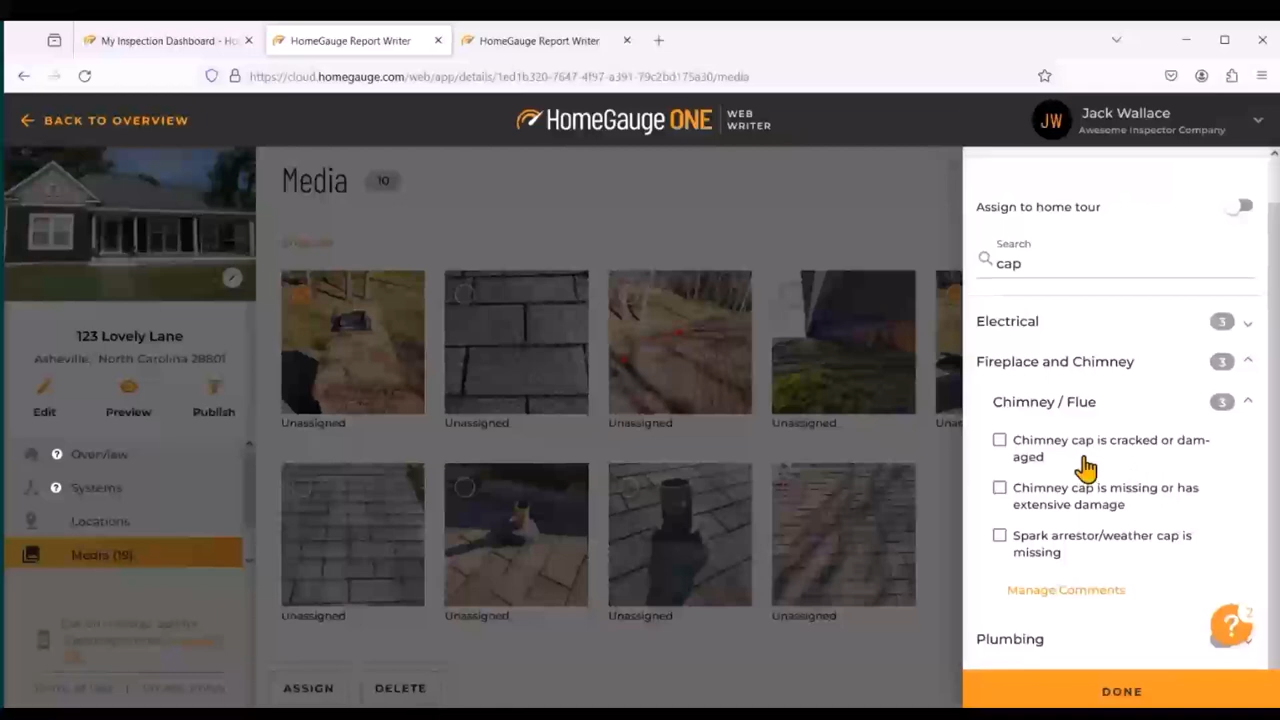 My Inspection Dashboard - Ho
HomeGauge Report Writer
HomeGauge Report Writer
https://cloud.homegauge.com/web/app/details/1ed1b320-7647-4f97-a391-79c2bd175a30/media
BACK TO OVERVIEW
HomeGauge ONE
WEB
WRITER
JW
Jack Wallace
Awesome Inspector Company
123 Lovely Lane
Asheville, North Carolina 28801
Edit
Preview
Publish
? Overview
? Systems
Locations
Media (19)
Media 10
Unassigned
Unassigned
Unassigned
Unassigned
Unas
Unassigned
Unassigned
Unassigned
Unassigned
ASSIGN
DELETE
Assign to home tour
Search
cap
Electrical 3
Fireplace and Chimney 3
Chimney / Flue 3
Chimney cap is cracked or dam-
aged
Chimney cap is missing or has
extensive damage
Spark arrestor/weather cap is
missing
Manage Comments
? 2
Plumbing
DONE